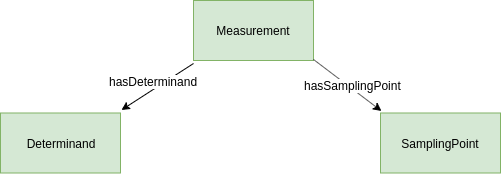 Measurement
hasDeterminand
hasSamplingPoint
Determinand
SamplingPoint